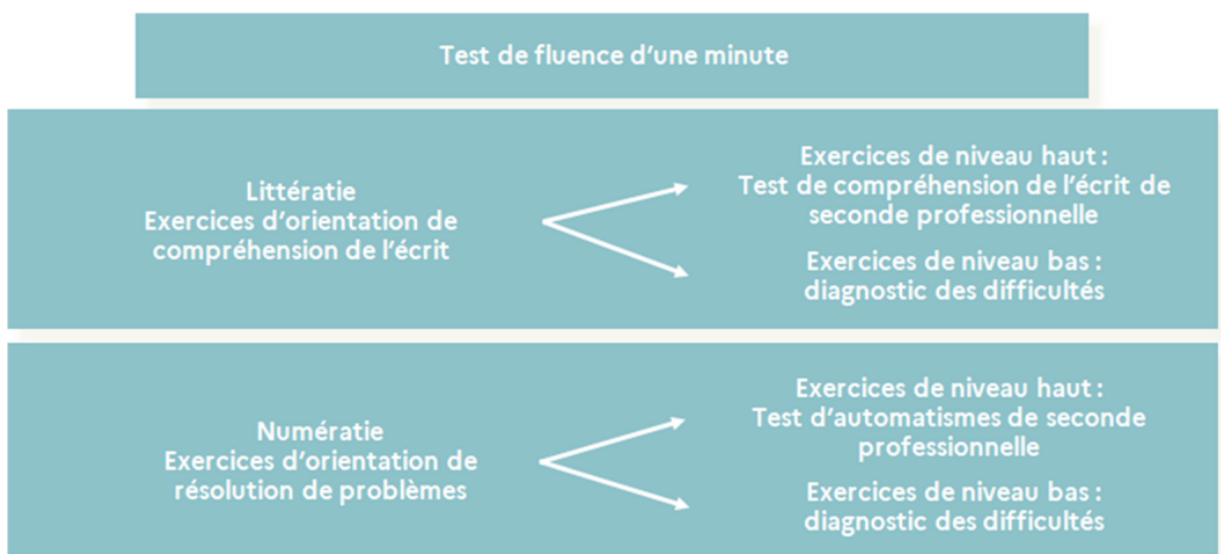 Test de fluence d’une minute
Littératie
Exercices d’orientation de
compréhension de l’écrit
Exercices de niveau haut :
Test de compréhension de l’écrit de
seconde professionnelle
Exercices de niveau bas :
diagnostic des difficultés
Numératie
Exercices d’orientation de
résolution de problèmes
Exercices de niveau haut :
Test d’automatismes de seconde
professionnelle
Exercices de niveau bas :
diagnostic des difficultés